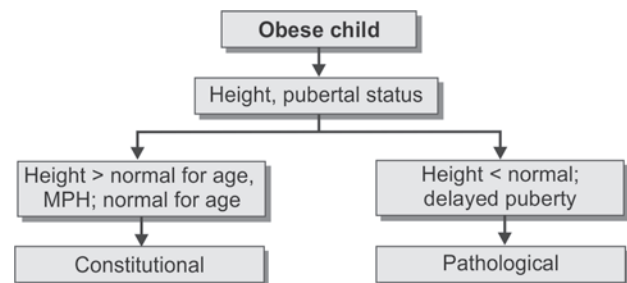 Obese child
Height, pubertal status
Height > normal for age,
MPH; normal for age
Height < normal;
delayed puberty
Constitutional
Pathological